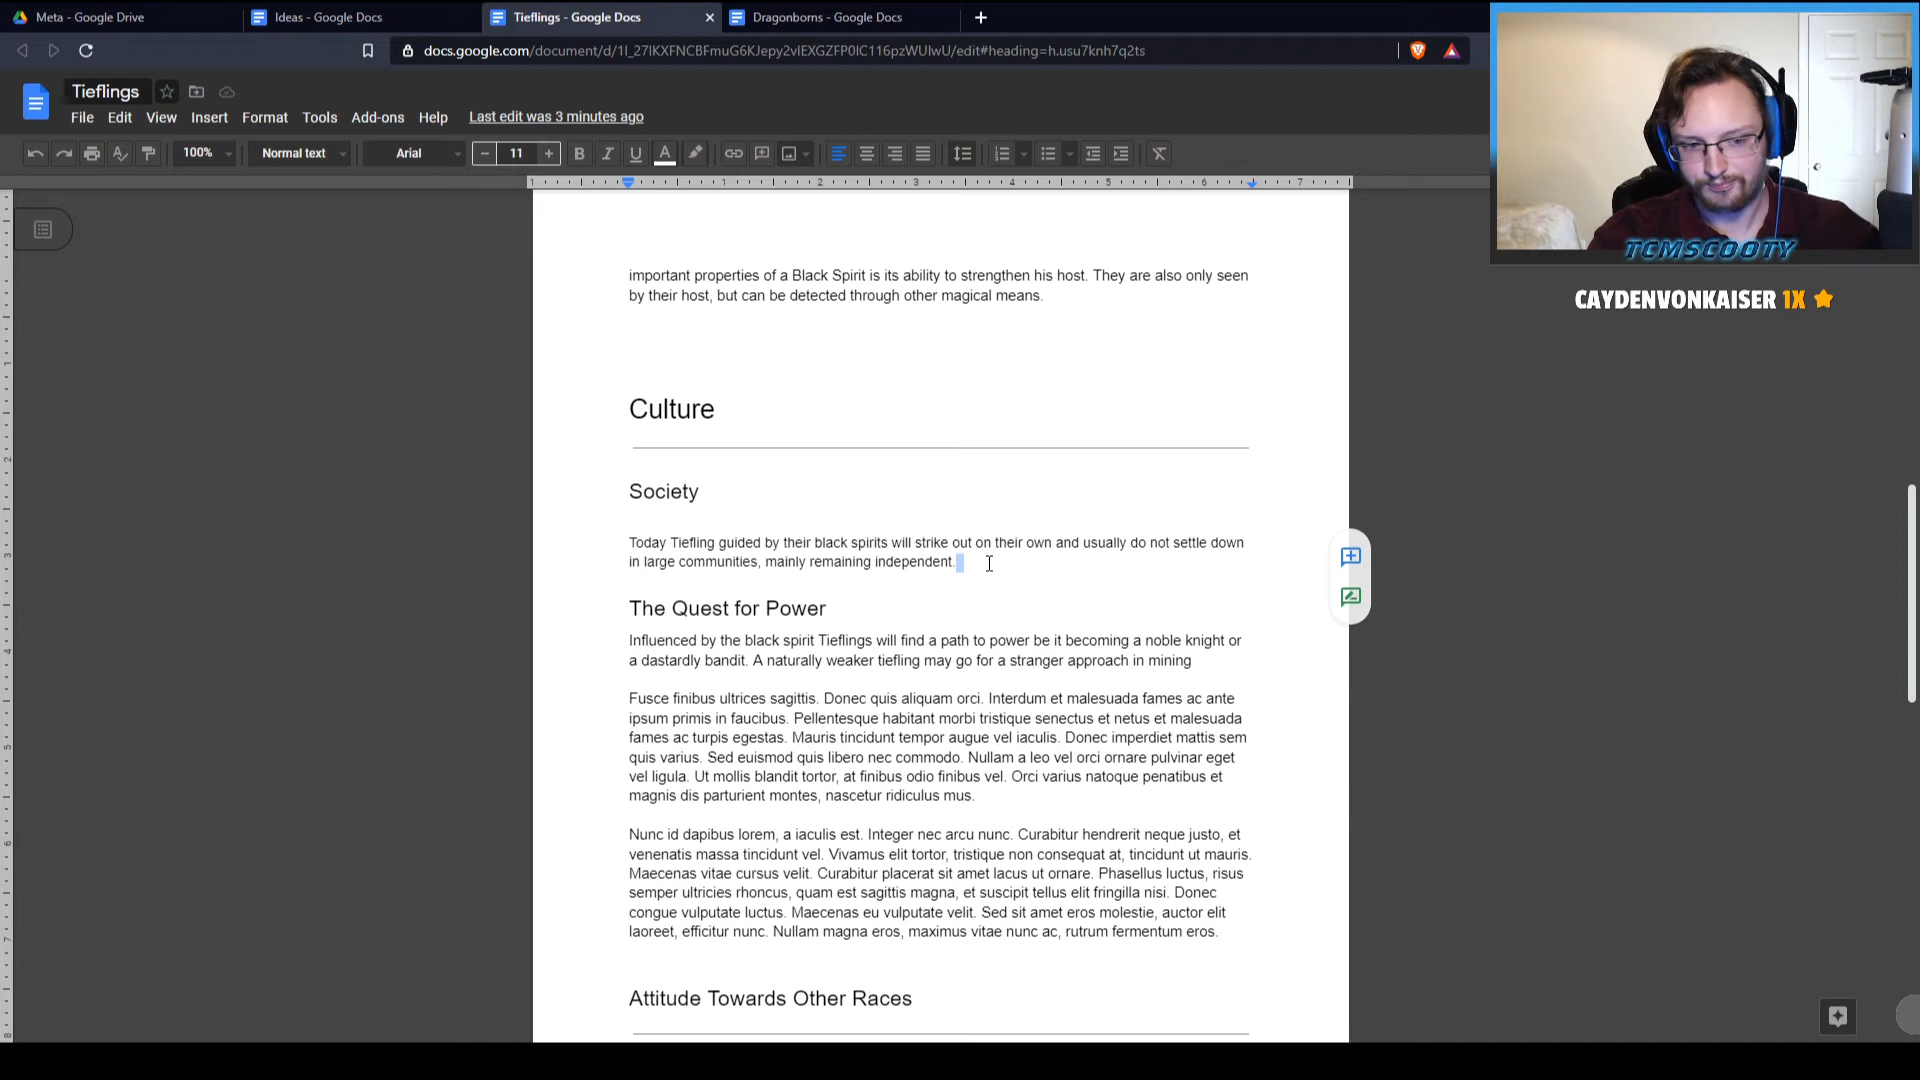 Meta - Google Drive
Ideas - Google Docs
Tieflings - Google Docs
Dragonborns - Google Docs
docs.google.com/document/d/1I_27IKXFNCBFmuG6KJepy2vIEXGZFP0IC116pzWUIwU/edit#heading=h.usu7knh7q2ts
Tieflings
File Edit View Insert Format Tools Add-ons Help Last edit was 3 minutes ago
100% Normal text Arial 11
1 1 2 3 4 5 6 7
TCMSCOOTY
CAYDENVONKAISER 1X
important properties of a Black Spirit is its ability to strengthen his host. They are also only seen
by their host, but can be detected through other magical means.
Culture
Society
Today Tiefling guided by their black spirits will strike out on their own and usually do not settle down
in large communities, mainly remaining independent.
The Quest for Power
Influenced by the black spirit Tieflings will find a path to power be it becoming a noble knight or
a dastardly bandit. A naturally weaker tiefling may go for a stranger approach in mining
Fusce finibus ultrices sagittis. Donec quis aliquam orci. Interdum et malesuada fames ac ante
ipsum primis in faucibus. Pellentesque habitant morbi tristique senectus et netus et malesuada
fames ac turpis egestas. Mauris tincidunt tempor augue vel iaculis. Donec imperdiet mattis sem
quis varius. Sed euismod quis libero nec commodo. Nullam a leo vel orci ornare pulvinar eget
vel ligula. Ut mollis blandit tortor, at finibus odio finibus vel. Orci varius natoque penatibus et
magnis dis parturient montes, nascetur ridiculus mus.
Nunc id dapibus lorem, a iaculis est. Integer nec arcu nunc. Curabitur hendrerit neque justo, et
venenatis massa tincidunt vel. Vivamus elit tortor, tristique non consequat at, tincidunt ut mauris.
Maecenas vitae cursus velit. Curabitur placerat sit amet lacus ut ornare. Phasellus luctus, risus
semper ultricies rhoncus, quam est sagittis magna, et suscipit tellus elit fringilla nisi. Donec
congue vulputate luctus. Maecenas eu vulputate velit. Sed sit amet eros molestie, auctor elit
laoreet, efficitur nunc. Nullam magna eros, maximus vitae nunc ac, rutrum fermentum eros.
Attitude Towards Other Races